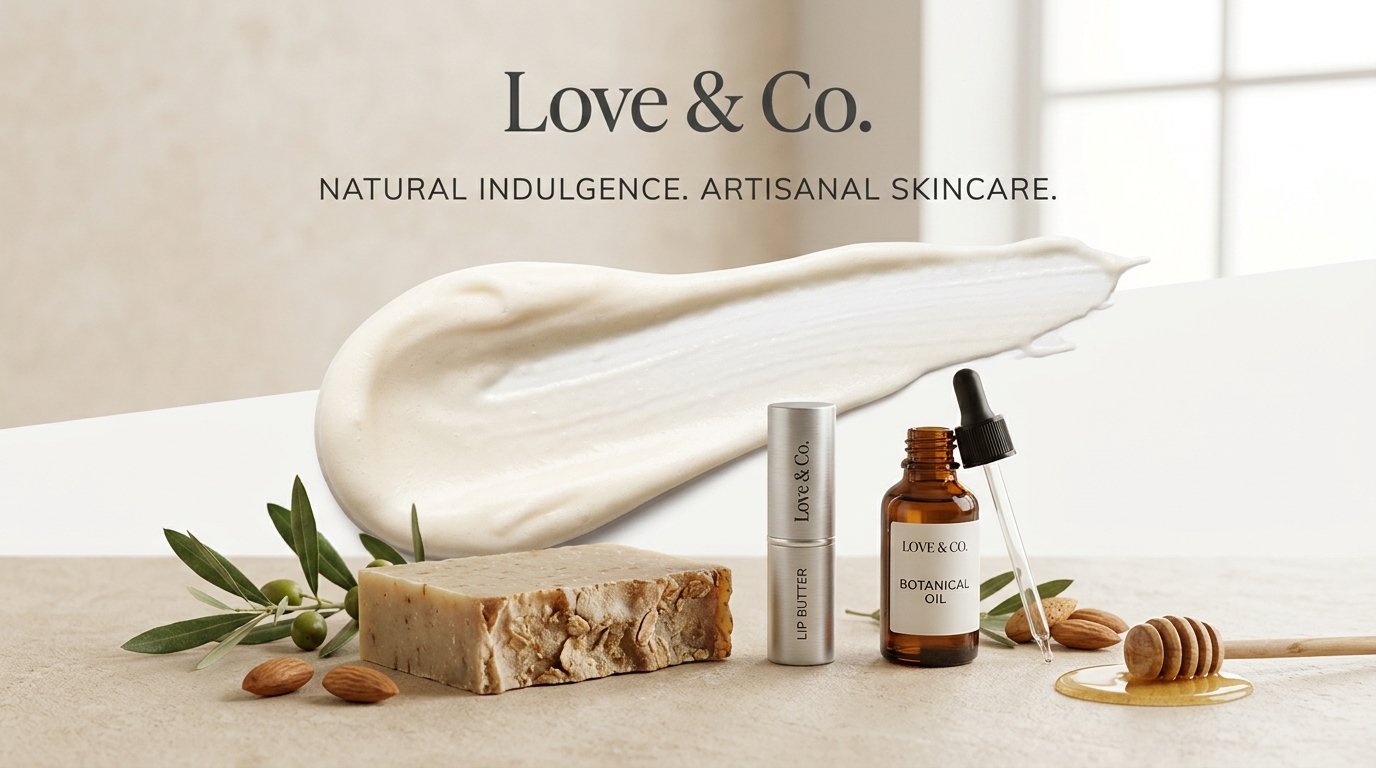 Love & Co.
NATURAL INDULGENCE. ARTISANAL SKINCARE.
Love & Co.
LIP BUTTER
LOVE & CO.
BOTANICAL
OIL